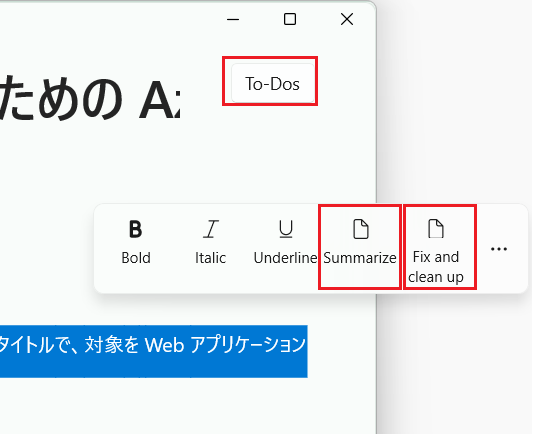 To-Dos
ための Az
Bold
Italic
Underline
Summarize
Fix and
clean up
タイトルで、対象を Web アプリケーション